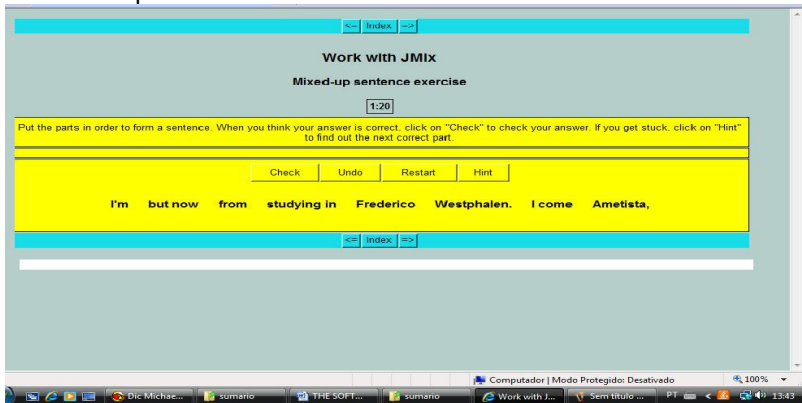 <= Index =>
Work with JMix
Mixed-up sentence exercise
1:20
Put the parts in order to form a sentence. When you think your answer is correct, click on "Check" to check your answer. If you get stuck, click on "Hint"
to find out the next correct part.
Check Undo Restart Hint
I'm but now from studying in Frederico Westphalen. I come Ametista,
<= Index =>
Computador | Modo Protegido: Desativado 100%
Dic Michae... sumario THE SOFT... sumario Work with J... Sem título ... PT < 13:43